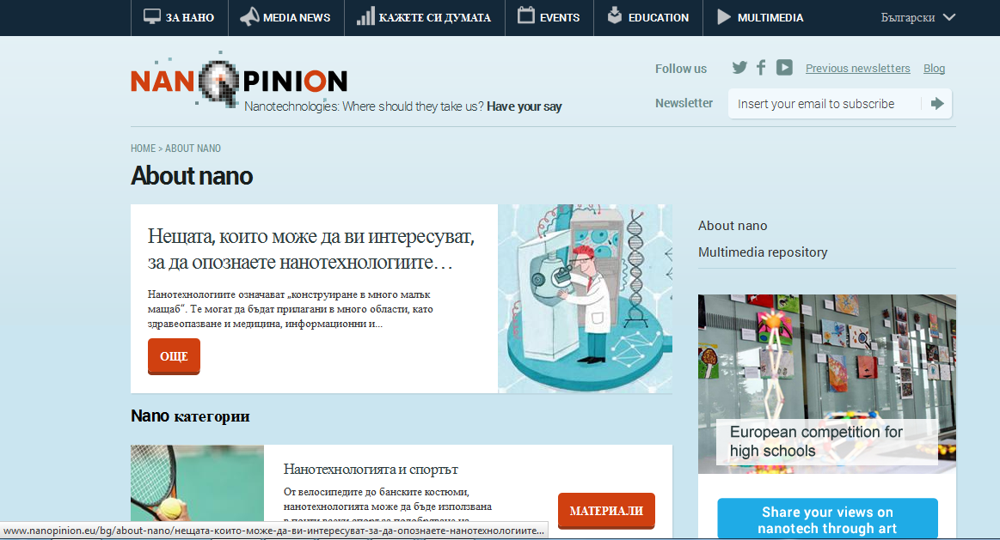 ЗА НАНО
MEDIA NEWS
КАЖЕТЕ СИ ДУМАТА
EVENTS
EDUCATION
MULTIMEDIA
Български
NANOPINION
Nanotechnologies: Where should they take us? Have your say
Follow us
Previous newsletters
Blog
Newsletter
Insert your email to subscribe
HOME > ABOUT NANO
About nano
Нещата, които може да ви интересуват,
за да опознаете нанотехнологиите…
Нанотехнологиите означават „конструиране в много малък
мащаб“. Те могат да бъдат прилагани в много области, като
здравеопазване и медицина, информационни и...
ОЩЕ
About nano
Multimedia repository
European competition for
high schools
Share your views on
nanotech through art
Nano категории
Нанотехнологията и спортът
От велосипедите до банските костюми,
нанотехнологията може да бъде използвана
МАТЕРИАЛИ
www.nanopinion.eu/bg/about-nano/нещата-които-може-да-ви-интересуват-за-да-опознаете-нанотехнологиите...